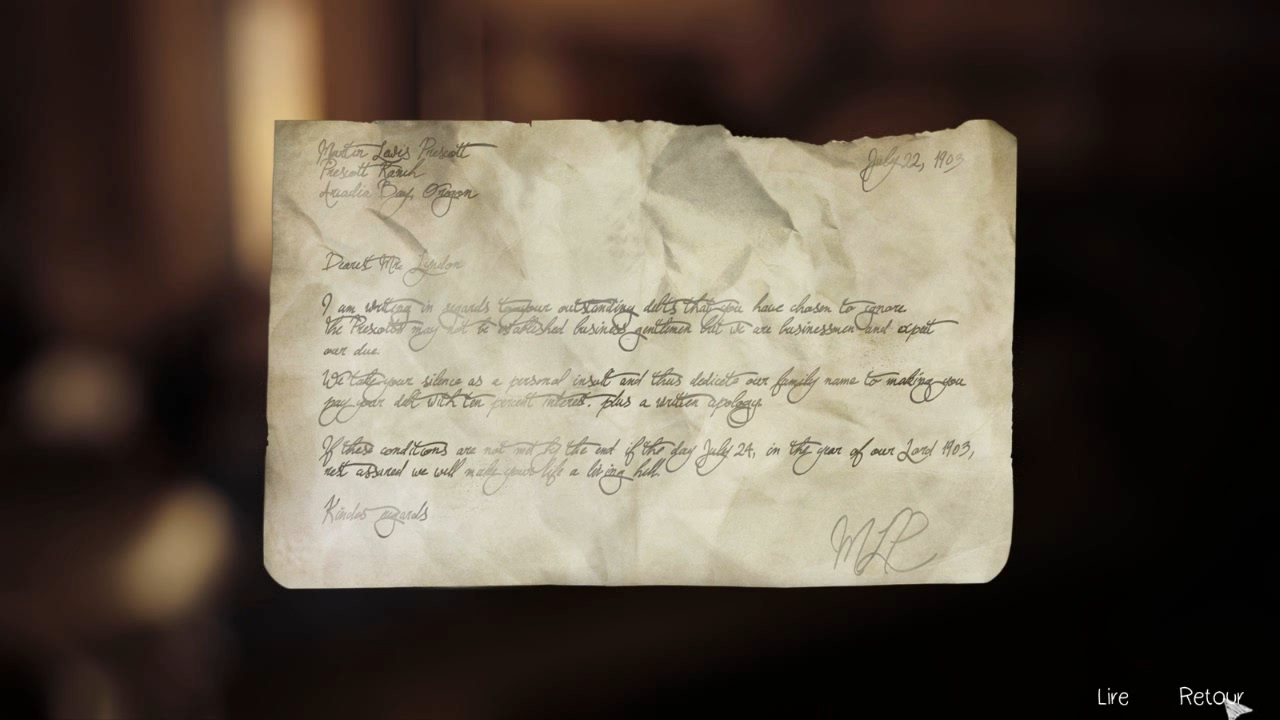 Martin Lewis Prescott
Prescott Ranch
Arcadia Bay, Oregon
July 22, 1903
Dearest Mr. Lyndon
I am writing in regards to your outstanding debts that you have chosen to ignore.
The Prescotts may not be established business gentlemen but we are businessmen and expect
our due.
We take your silence as a personal insult and thus dedicate our family name to making you
pay your debt with ten percent interest, plus a written apology.
If these conditions are not met by the end if the day July 24, in the year of our Lord 1903,
rest assured we will make your life a living hell.
Kindes regards
MLP
Lire
Retour